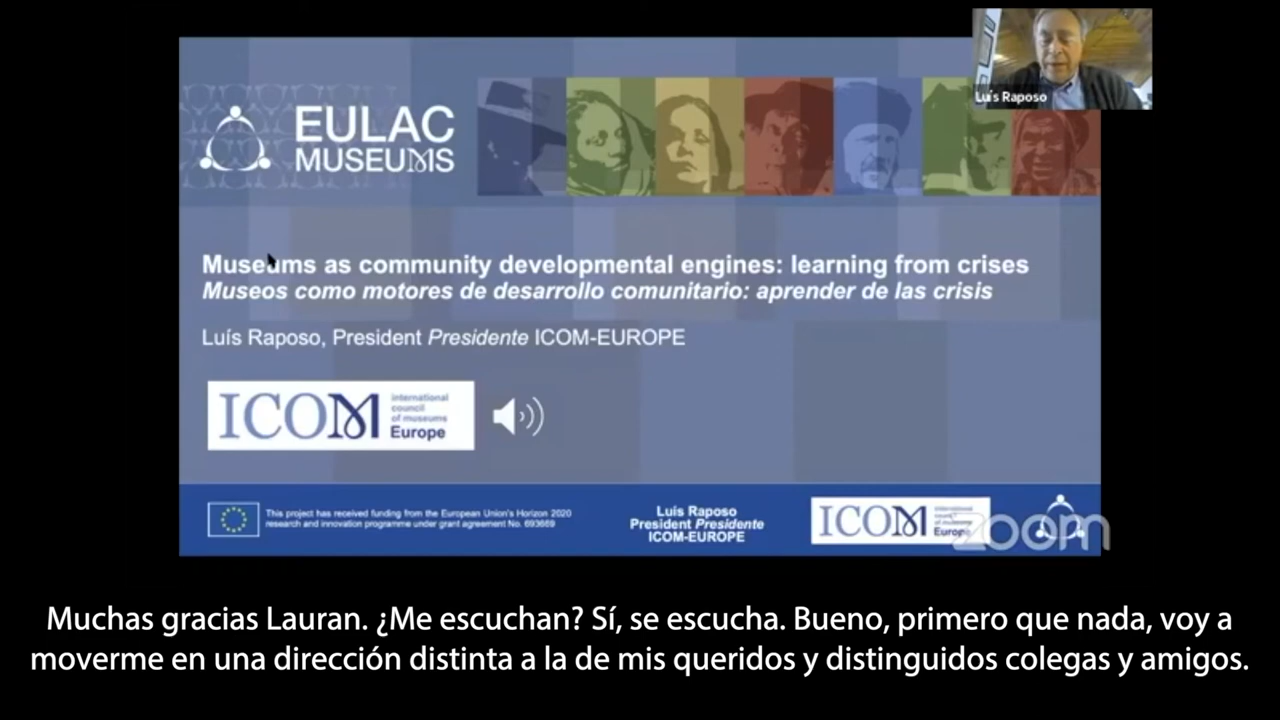 Luís Raposo
EULAC
MUSEUMS
Museums as community developmental engines: learning from crises
Museos como motores de desarrollo comunitario: aprender de las crisis
Luís Raposo, President Presidente ICOM-EUROPE
ICOM
international
council
of museums
Europe
This project has received funding from the European Union's Horizon 2020
research and innovation programme under grant agreement No. 693669
Luís Raposo
President Presidente
ICOM-EUROPE
ICOM
international
of museums
Europe
zoom
Muchas gracias Lauran. ¿Me escuchan? Sí, se escucha. Bueno, primero que nada, voy a
moverme en una dirección distinta a la de mis queridos y distinguidos colegas y amigos.